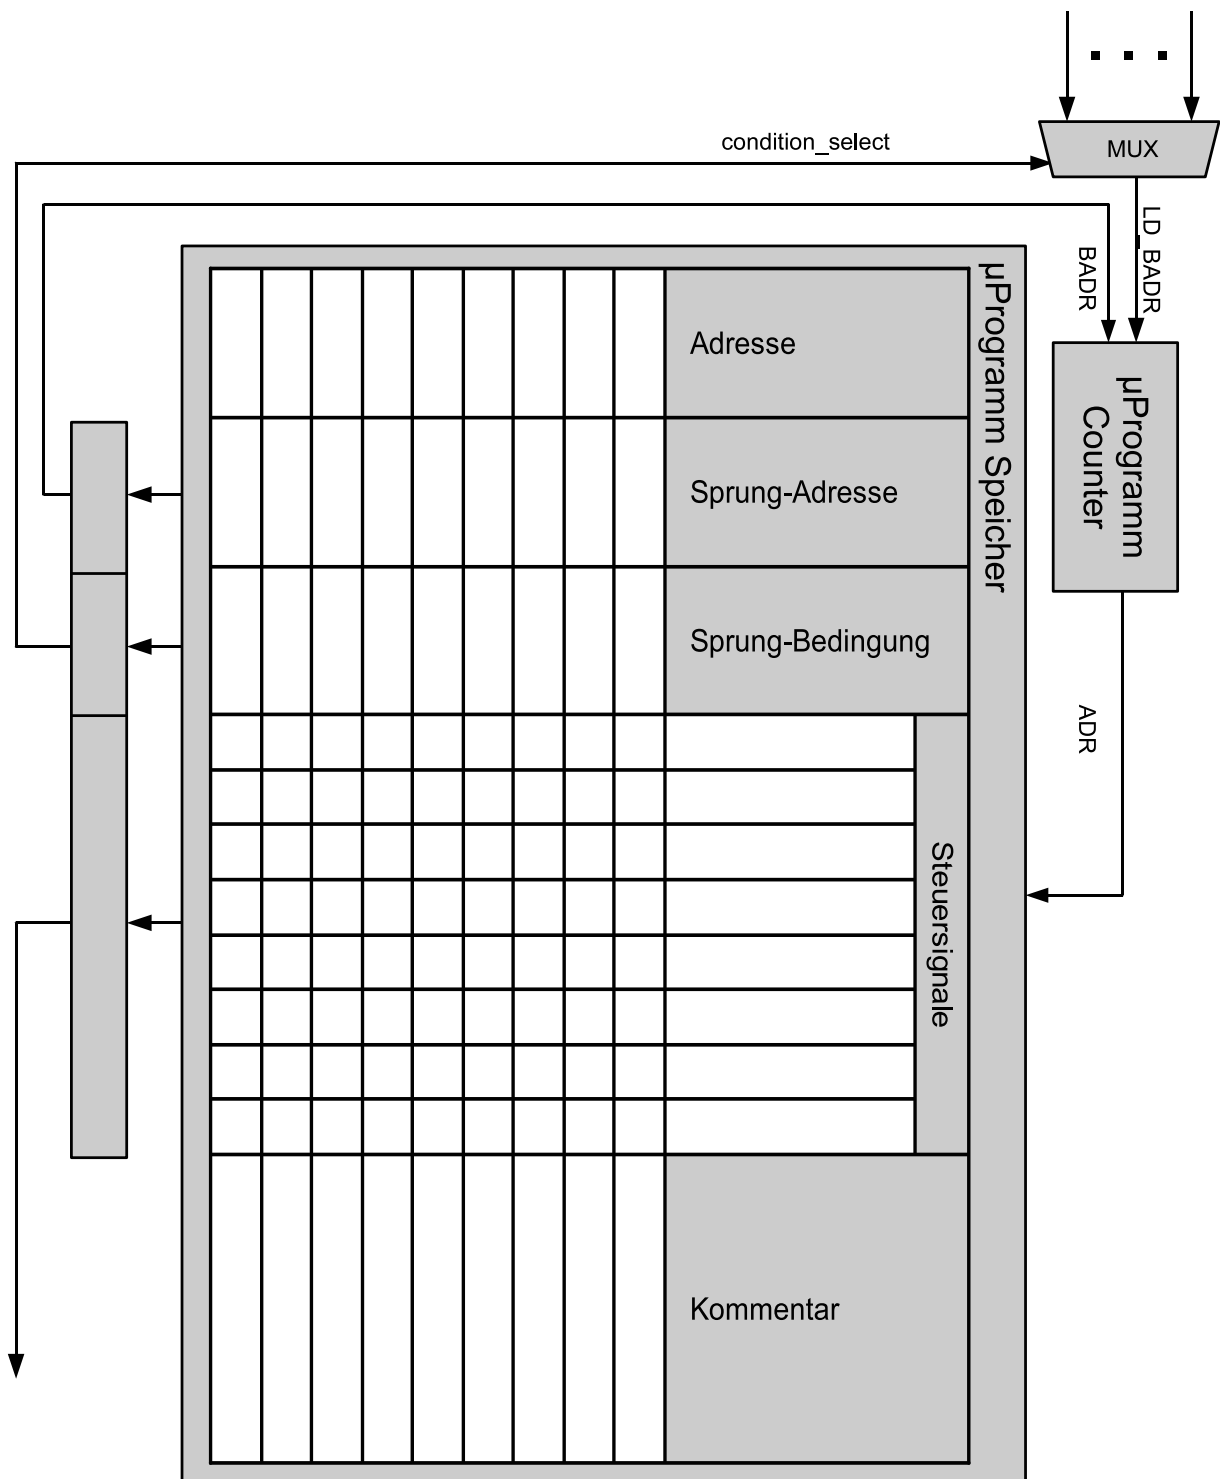 MUX
condition_select
LD_BADR
BADR
µProgramm Speicher
Adresse
µProgramm
Counter
Sprung-Adresse
Sprung-Bedingung
ADR
Steuersignale
Kommentar